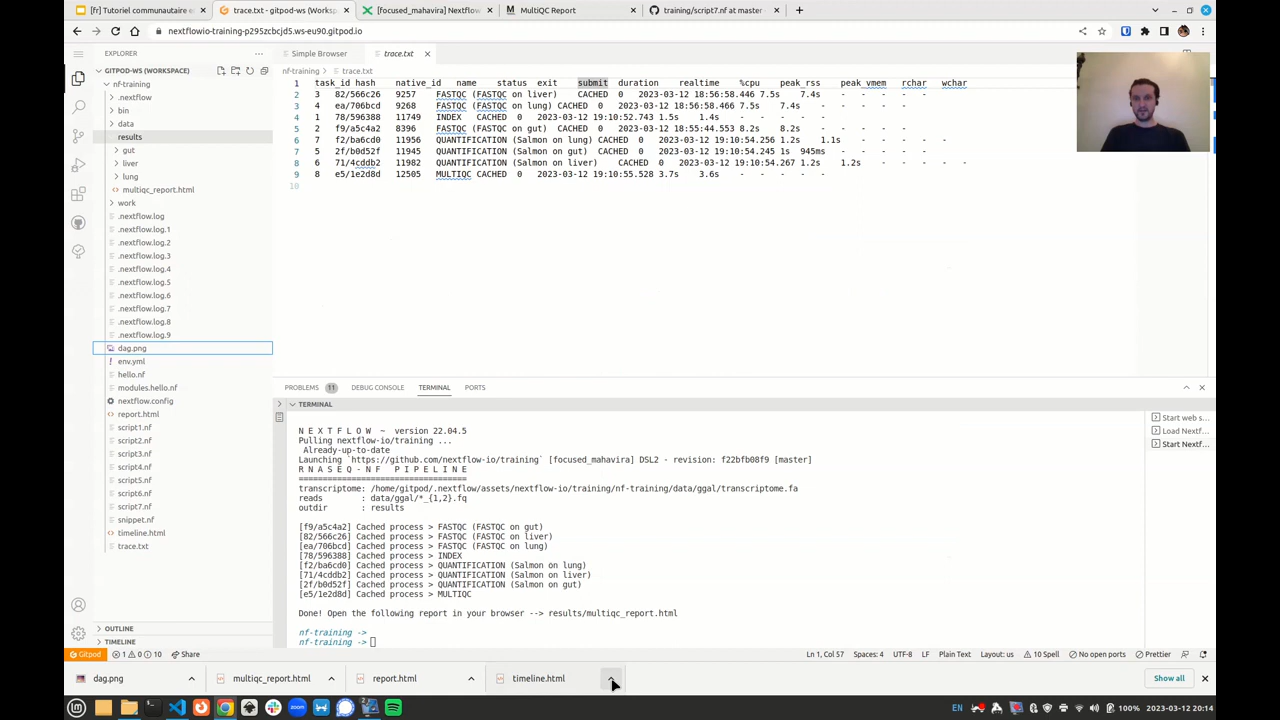 [fr] Tutoriel communautaire e
trace.txt - gitpod-ws (Worksp
[focused_mahavira] Nextflow
MultiQC Report
training/script7.nf at master
nextflowio-training-p295zcbcjd5.ws-eu90.gitpod.io
EXPLORER
GITPOD-WS (WORKSPACE)
nf-training
.nextflow
bin
data
results
gut
liver
lung
multiqc_report.html
work
.nextflow.log
.nextflow.log.1
.nextflow.log.2
.nextflow.log.3
.nextflow.log.4
.nextflow.log.5
.nextflow.log.6
.nextflow.log.7
.nextflow.log.8
.nextflow.log.9
dag.png
env.yml
hello.nf
modules.hello.nf
nextflow.config
report.html
script1.nf
script2.nf
script3.nf
script4.nf
script5.nf
script6.nf
script7.nf
snippet.nf
timeline.html
trace.txt
OUTLINE
TIMELINE
Simple Browser
trace.txt
nf-training > trace.txt
1 task_id hash native_id name status exit submit duration realtime %cpu peak_rss peak_vmem rchar wchar
2 3 82/566c26 9257 FASTQC (FASTQC on liver) CACHED 0 2023-03-12 18:56:58.446 7.5s 7.4s - - - - -
3 4 ea/706bcd 9268 FASTQC (FASTQC on lung) CACHED 0 2023-03-12 18:56:58.466 7.5s 7.4s - - - - -
4 1 78/596388 11749 INDEX CACHED 0 2023-03-12 19:10:52.743 1.5s 1.4s - - - - -
5 2 f9/a5c4a2 8396 FASTQC (FASTQC on gut) CACHED 0 2023-03-12 18:55:44.553 8.2s 8.2s - - - - -
6 7 f2/ba6cd0 11956 QUANTIFICATION (Salmon on lung) CACHED 0 2023-03-12 19:10:54.256 1.2s 1.1s - - - - -
7 5 2f/b0d52f 11945 QUANTIFICATION (Salmon on gut) CACHED 0 2023-03-12 19:10:54.245 1s 945ms - - - - -
8 6 71/4cddb2 11982 QUANTIFICATION (Salmon on liver) CACHED 0 2023-03-12 19:10:54.267 1.2s 1.2s - - - - -
9 8 e5/1e2d8d 12505 MULTIQC CACHED 0 2023-03-12 19:10:55.528 3.7s 3.6s - - - - -
10
PROBLEMS 11 DEBUG CONSOLE TERMINAL PORTS
TERMINAL
N E X T F L O W ~ version 22.04.5
Pulling nextflow-io/training ...
Already-up-to-date
Launching `https://github.com/nextflow-io/training` [focused_mahavira] DSL2 - revision: f22bfb08f9 [master]
R N A S E Q - N F P I P E L I N E
===================================
transcriptome: /home/gitpod/.nextflow/assets/nextflow-io/training/nf-training/data/ggal/transcriptome.fa
reads : data/ggal/*_{1,2}.fq
outdir : results
[f9/a5c4a2] Cached process > FASTQC (FASTQC on gut)
[82/566c26] Cached process > FASTQC (FASTQC on liver)
[ea/706bcd] Cached process > FASTQC (FASTQC on lung)
[78/596388] Cached process > INDEX
[f2/ba6cd0] Cached process > QUANTIFICATION (Salmon on lung)
[71/4cddb2] Cached process > QUANTIFICATION (Salmon on liver)
[2f/b0d52f] Cached process > QUANTIFICATION (Salmon on gut)
[e5/1e2d8d] Cached process > MULTIQC
Done! Open the following report in your browser --> results/multiqc_report.html
nf-training ->
nf-training ->
Start web s...
Load Nextf...
Start Nextf...
Gitpod 1 0 10 Share
Ln 1, Col 57 Spaces: 4 UTF-8 LF Plain Text Layout: us 10 Spell No open ports Prettier
dag.png
multiqc_report.html
report.html
timeline.html
Show all
EN 100% 2023-03-12 20:14